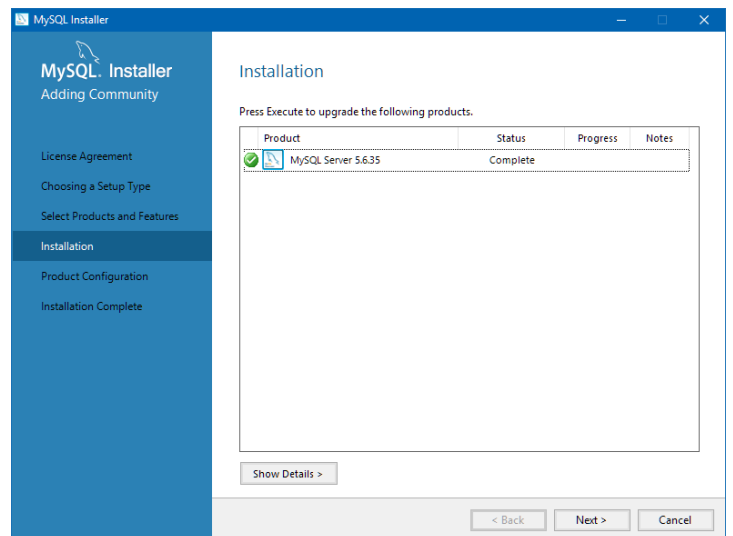 MySQL Installer
MySQL. Installer
Adding Community
License Agreement
Choosing a Setup Type
Select Products and Features
Installation
Product Configuration
Installation Complete
Installation
Press Execute to upgrade the following products.
Product Status Progress Notes
MySQL Server 5.6.35 Complete
Show Details >
< Back Next > Cancel